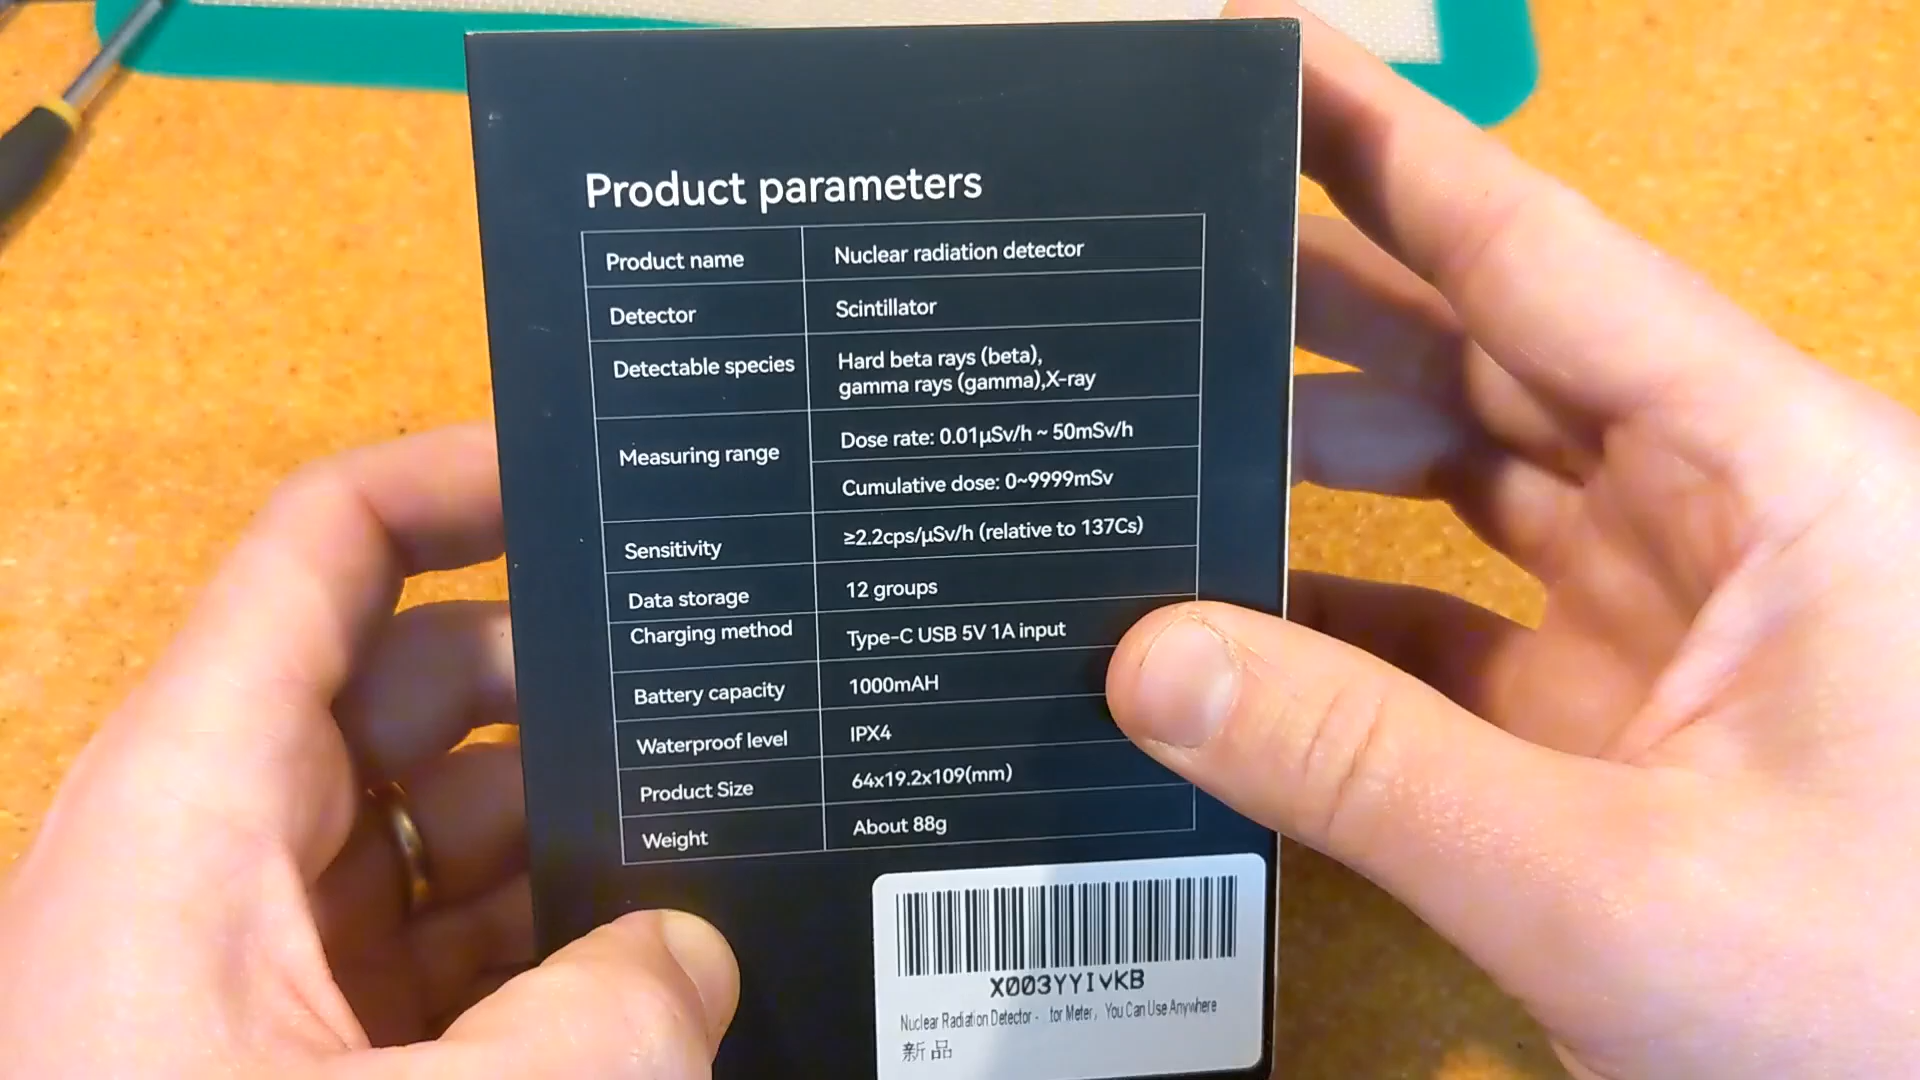 Product parameters
Product name Nuclear radiation detector
Detector Scintillator
Detectable species Hard beta rays (beta),
gamma rays (gamma),X-ray
Measuring range Dose rate: 0.01μSv/h ~ 50mSv/h
Cumulative dose: 0~9999mSv
Sensitivity ≥2.2cps/μSv/h (relative to 137Cs)
Data storage 12 groups
Charging method Type-C USB 5V 1A input
Battery capacity 1000mAH
Waterproof level IPX4
Product Size 64x19.2x109(mm)
Weight About 88g
X003YYIVKB
Nuclear Radiation Detector - tor Meter, You Can Use Anywhere
新品